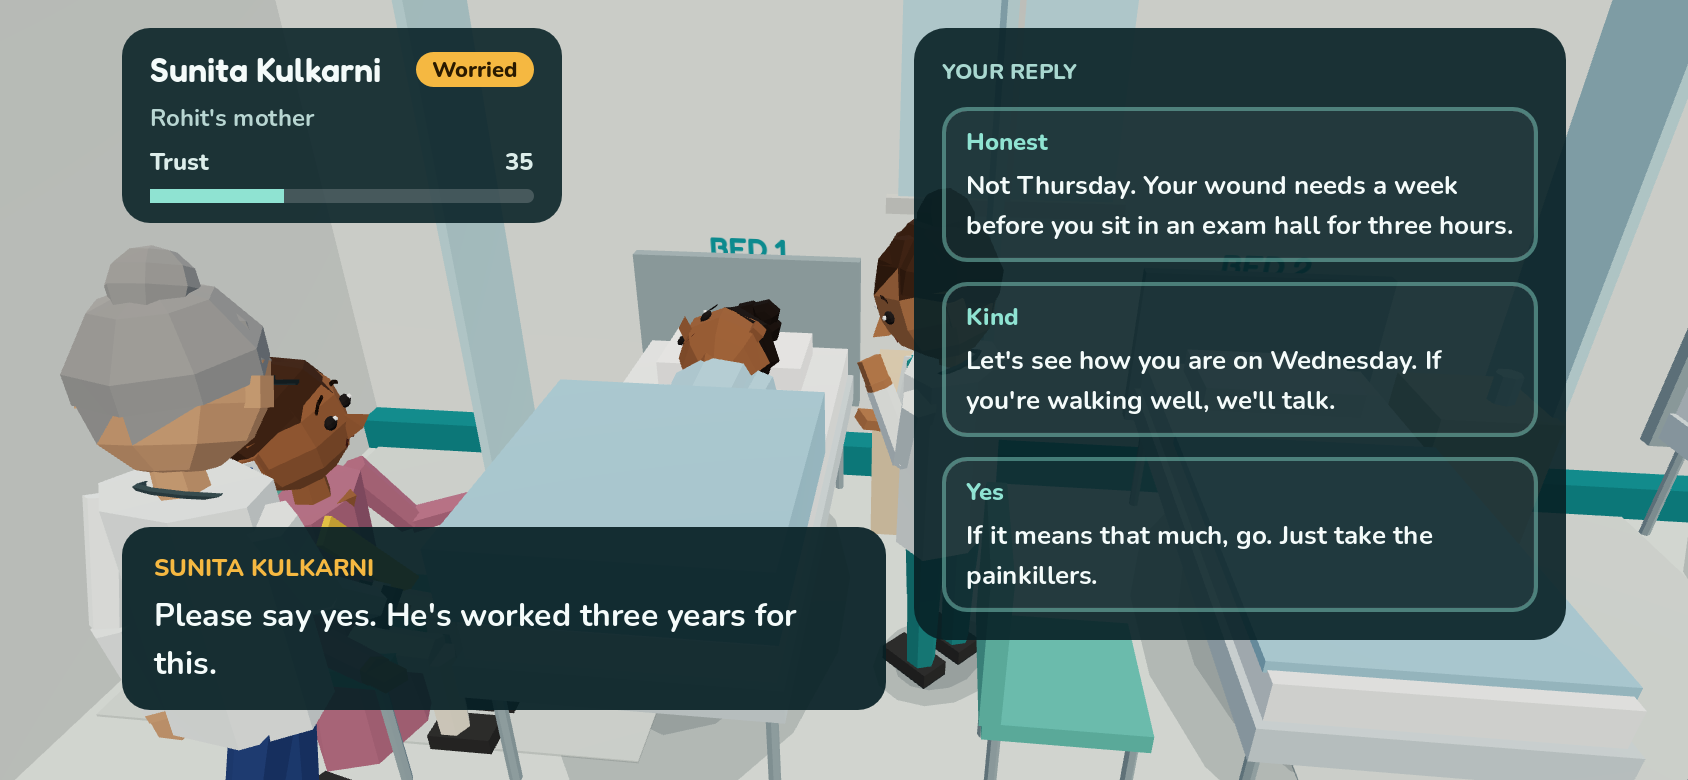 Sunita Kulkarni
Worried
Rohit's mother
Trust
35
BED 1
SUNITA KULKARNI
Please say yes. He's worked three years for
this.
YOUR REPLY
Honest
Not Thursday. Your wound needs a week
before you sit in an exam hall for three hours.
BED 2
Kind
Let's see how you are on Wednesday. If
you're walking well, we'll talk.
Yes
If it means that much, go. Just take the
painkillers.